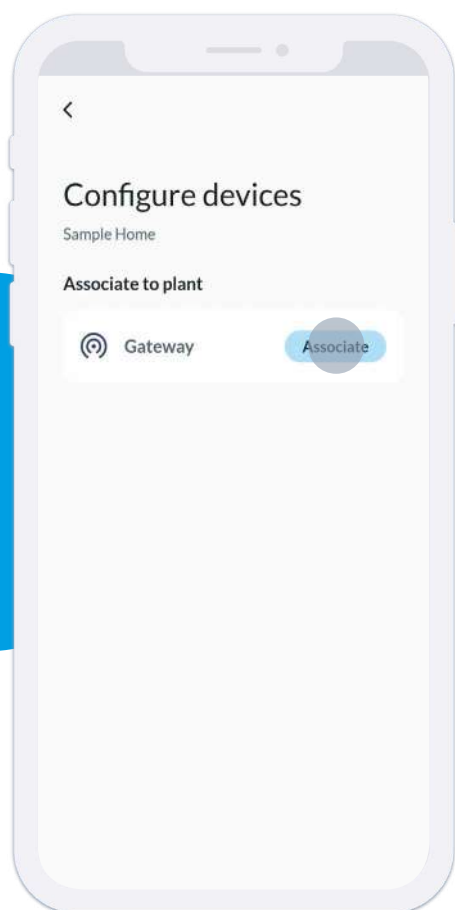 Configure devices
Sample Home
Associate to plant
Gateway
Associate